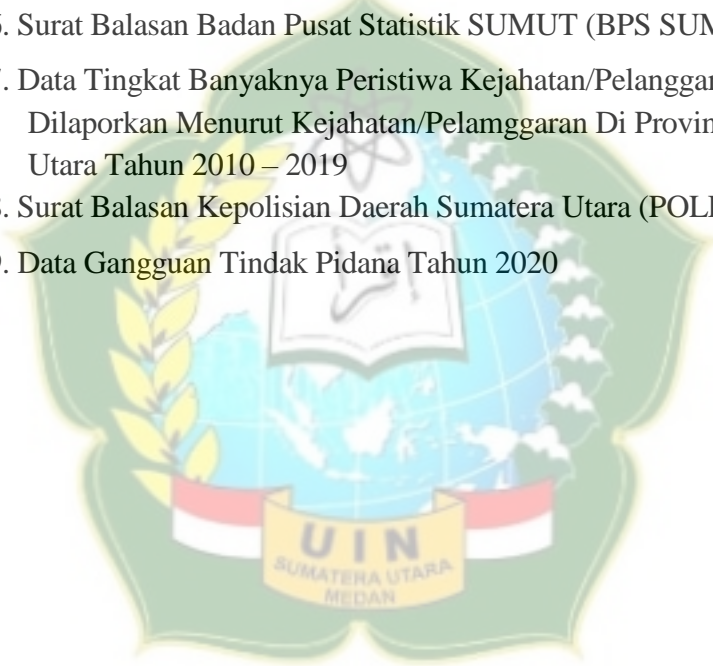 . Surat Balasan Badan Pusat Statistik SUMUT (BPS SUM
. Data Tingkat Banyaknya Peristiwa Kejahatan/Pelanggar
Dilaporkan Menurut Kejahatan/Pelamggaran Di Provin
Utara Tahun 2010 – 2019
. Surat Balasan Kepolisian Daerah Sumatera Utara (POL
. Data Gangguan Tindak Pidana Tahun 2020
UIN
SUMATERA UTARA
MEDAN